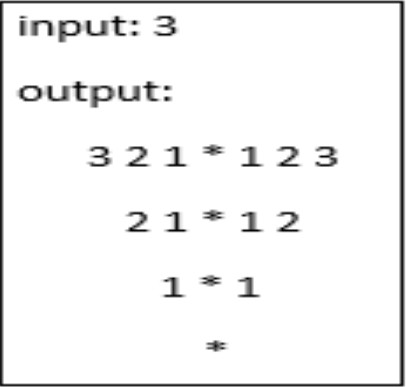 input: 3
output:
3 2 1 * 1 2 3
2 1 * 1 2
1 * 1
*